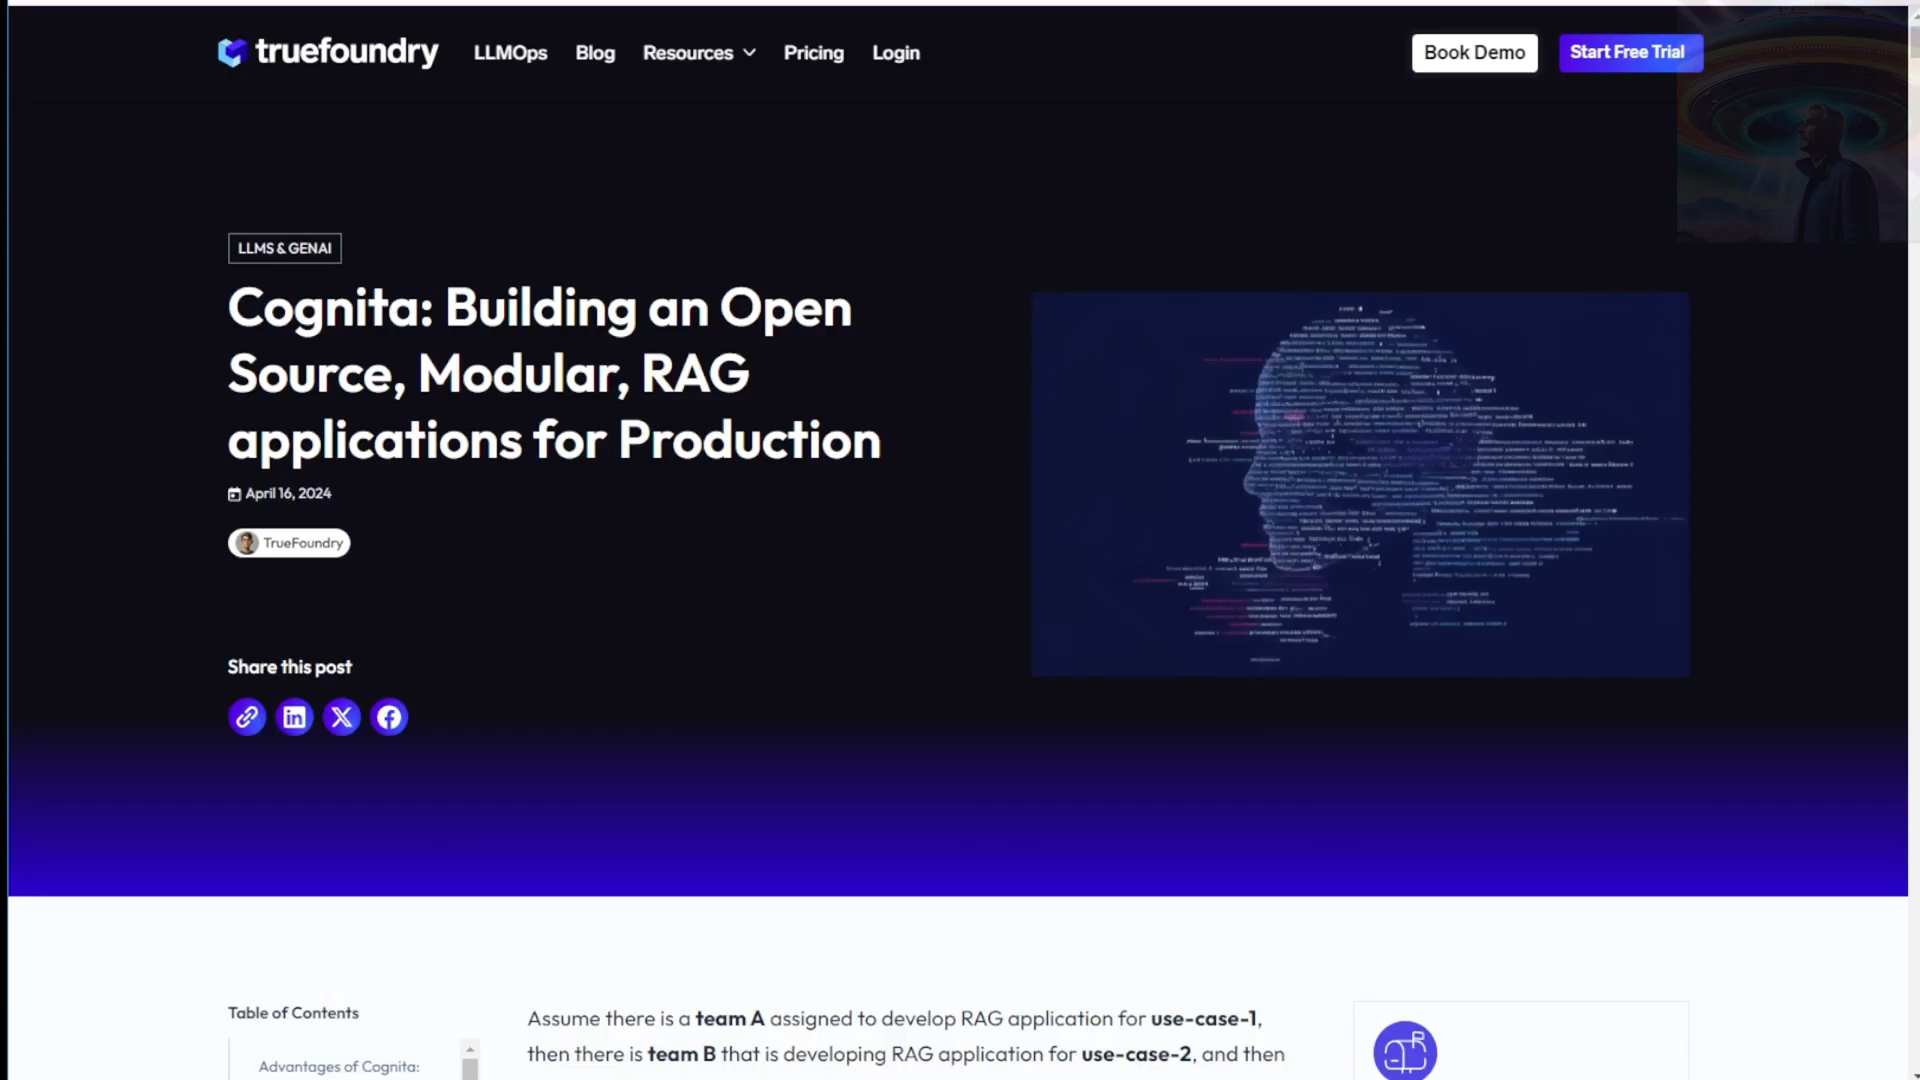 truefoundry
LLMOps
Blog
Resources
Pricing
Login
Book Demo
Start Free Trial
LLMS & GENAI
Cognita: Building an Open
Source, Modular, RAG
applications for Production
April 16, 2024
TrueFoundry
Share this post
Table of Contents
Advantages of Cognita:
Assume there is a team A assigned to develop RAG application for use-case-1,
then there is team B that is developing RAG application for use-case-2, and then